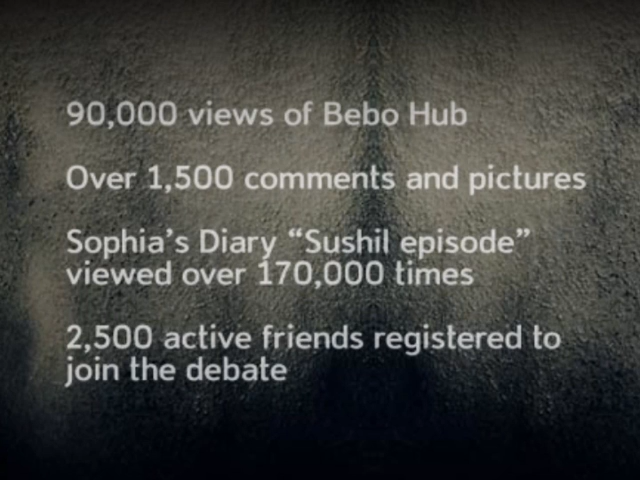 90,000 views of Bebo Hub
Over 1,500 comments and pictures
Sophia's Diary “Sushil episode”
viewed over 170,000 times
2,500 active friends registered to
join the debate